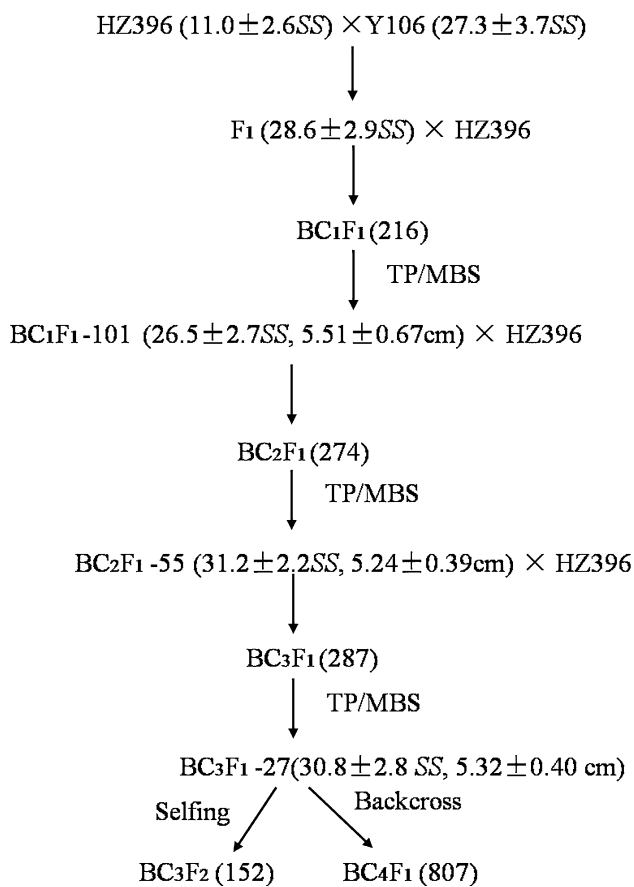 HZ396 (11.0±2.6SS) × Y106 (27.3±3.7SS)
F1 (28.6±2.9SS) × HZ396
BC1F1 (216)
TP/MBS
BC1F1-101 (26.5±2.7SS, 5.51±0.67cm) × HZ396
BC2F1 (274)
TP/MBS
BC2F1 -55 (31.2±2.2SS, 5.24±0.39cm) × HZ396
BC3F1 (287)
TP/MBS
BC3F1 -27(30.8±2.8 SS, 5.32±0.40 cm)
Selfing Backcross
BC3F2 (152) BC4F1 (807)